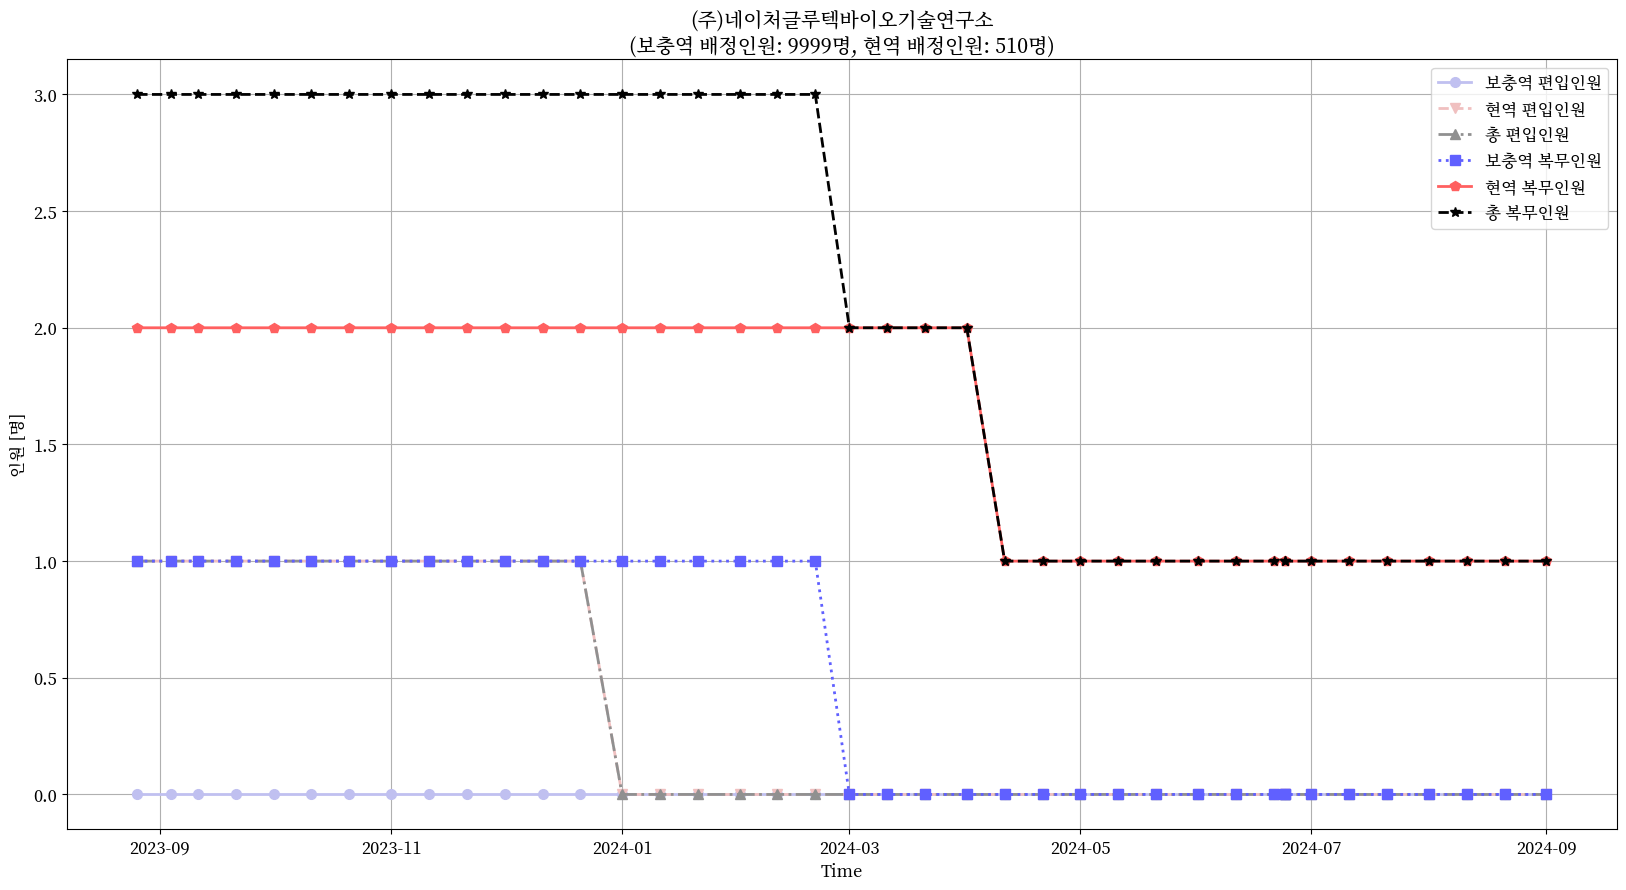 (주)네이처글루텍바이오기술연구소
(보충역 배정인원: 9999명, 현역 배정인원: 510명)
보충역 편입인원
현역 편입인원
총 편입인원
보충역 복무인원
현역 복무인원
총 복무인원
인원 [명]
3.0
2.5
2.0
1.5
1.0
0.5
0.0
2023-09
2023-11
2024-01
2024-03
2024-05
2024-07
2024-09
Time